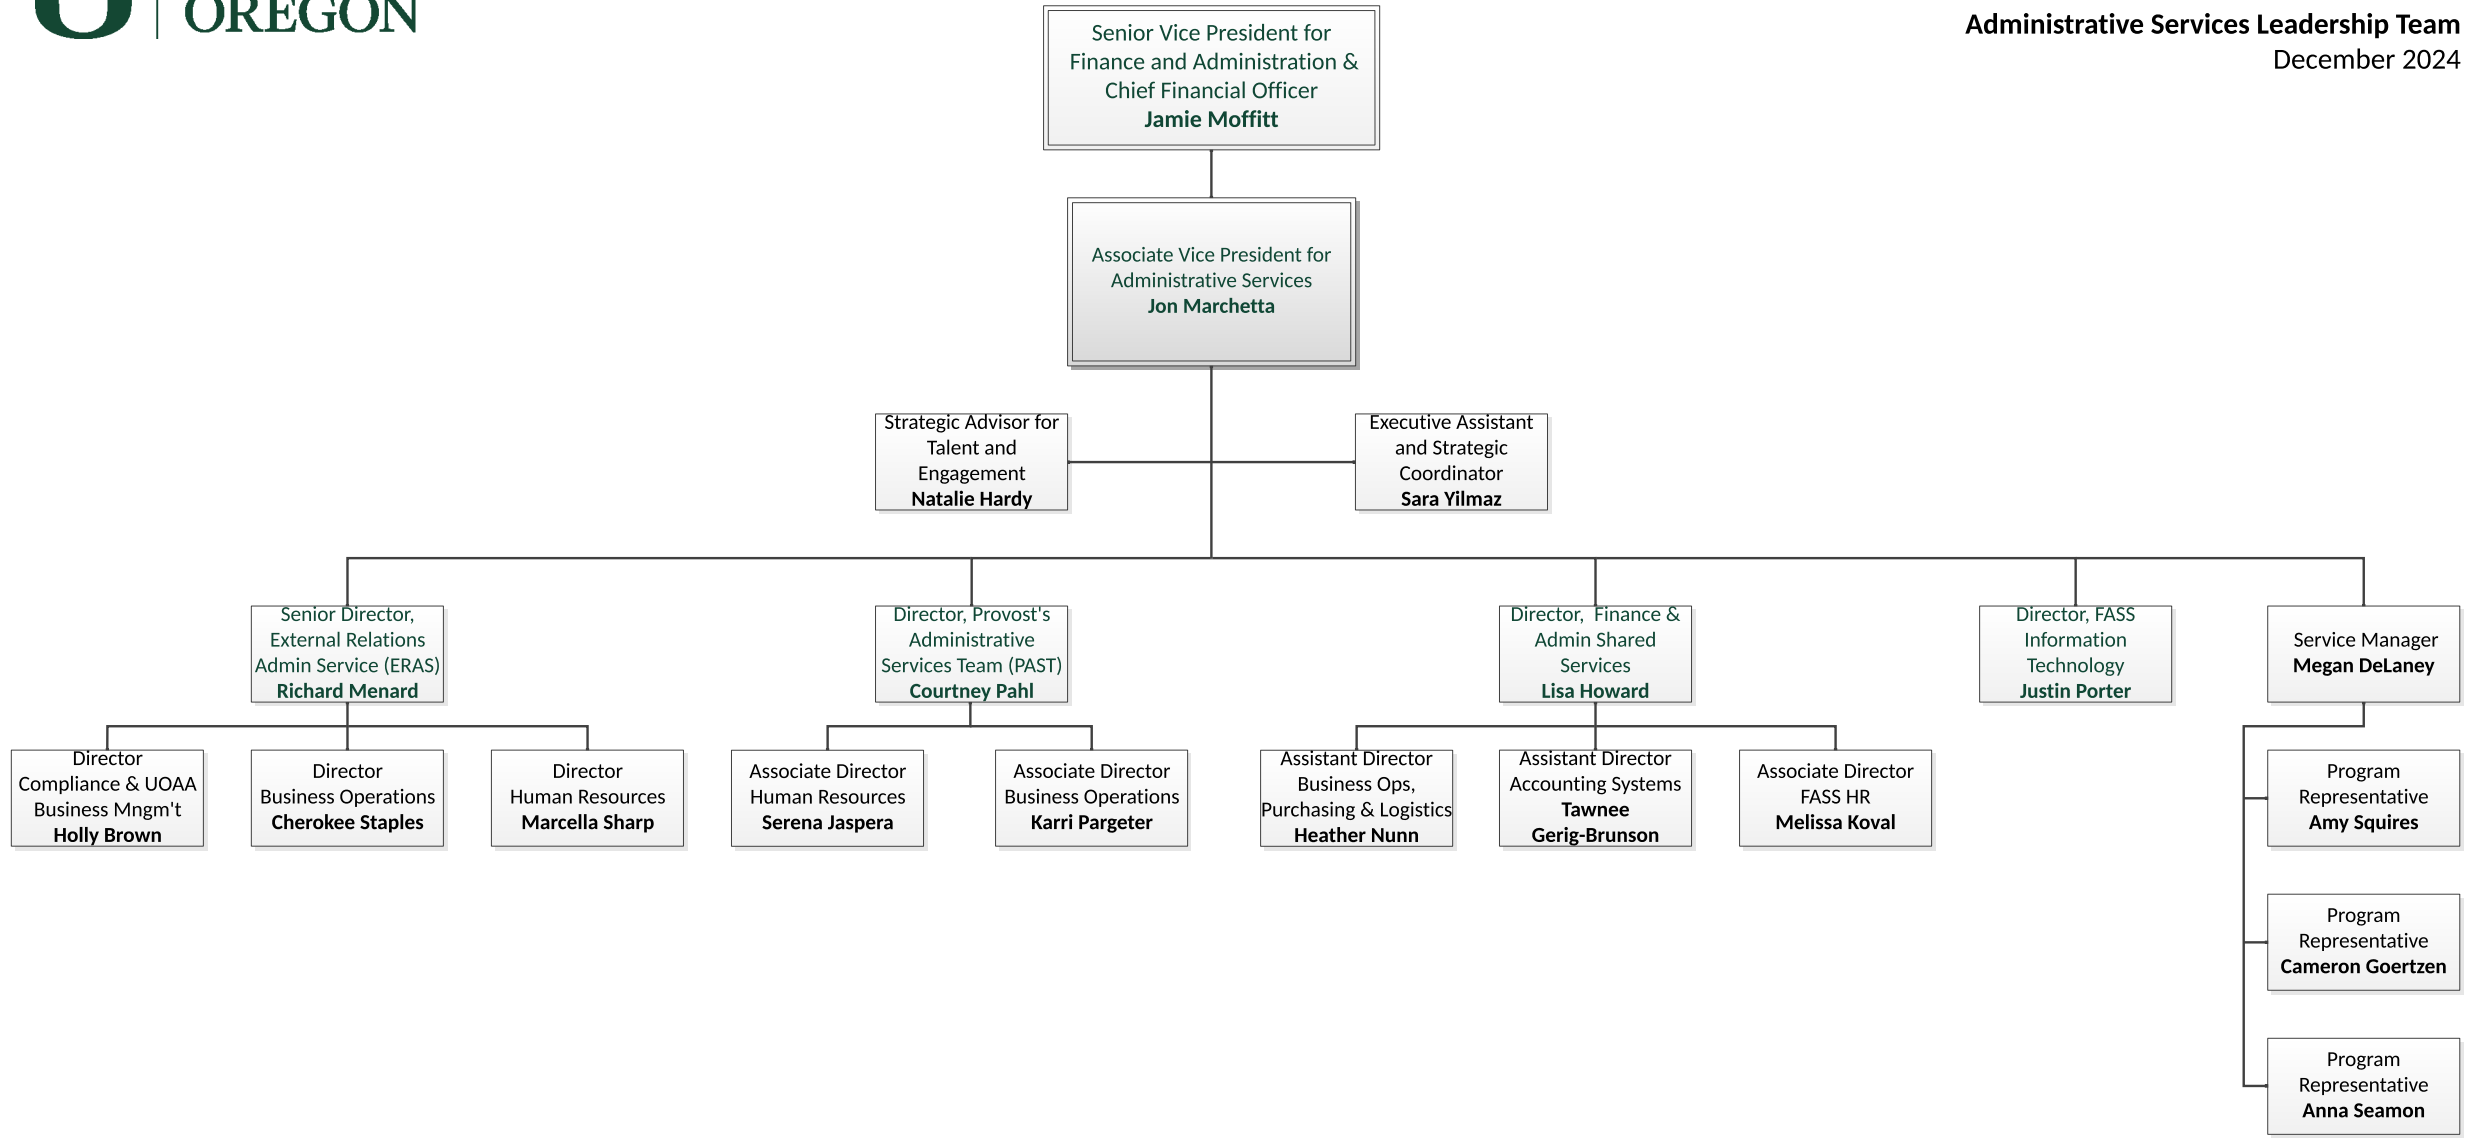 OREGON
Administrative Services Leadership Team
December 2024
Senior Vice President for
Finance and Administration &
Chief Financial Officer
Jamie Moffitt
Associate Vice President for
Administrative Services
Jon Marchetta
Strategic Advisor for
Talent and
Engagement
Natalie Hardy
Executive Assistant
and Strategic
Coordinator
Sara Yilmaz
Senior Director,
External Relations
Admin Service (ERAS)
Richard Menard
Director, Provost's
Administrative
Services Team (PAST)
Courtney Pahl
Director,  Finance &
Admin Shared
Services
Lisa Howard
Director, FASS
Information
Technology
Justin Porter
Service Manager
Megan DeLaney
Director
Compliance & UOAA
Business Mngm't
Holly Brown
Director
Business Operations
Cherokee Staples
Director
Human Resources
Marcella Sharp
Associate Director
Human Resources
Serena Jaspera
Associate Director
Business Operations
Karri Pargeter
Assistant Director
Business Ops,
Purchasing & Logistics
Heather Nunn
Assistant Director
Accounting Systems
Tawnee
Gerig-Brunson
Associate Director
FASS HR
Melissa Koval
Program
Representative
Amy Squires
Program
Representative
Cameron Goertzen
Program
Representative
Anna Seamon